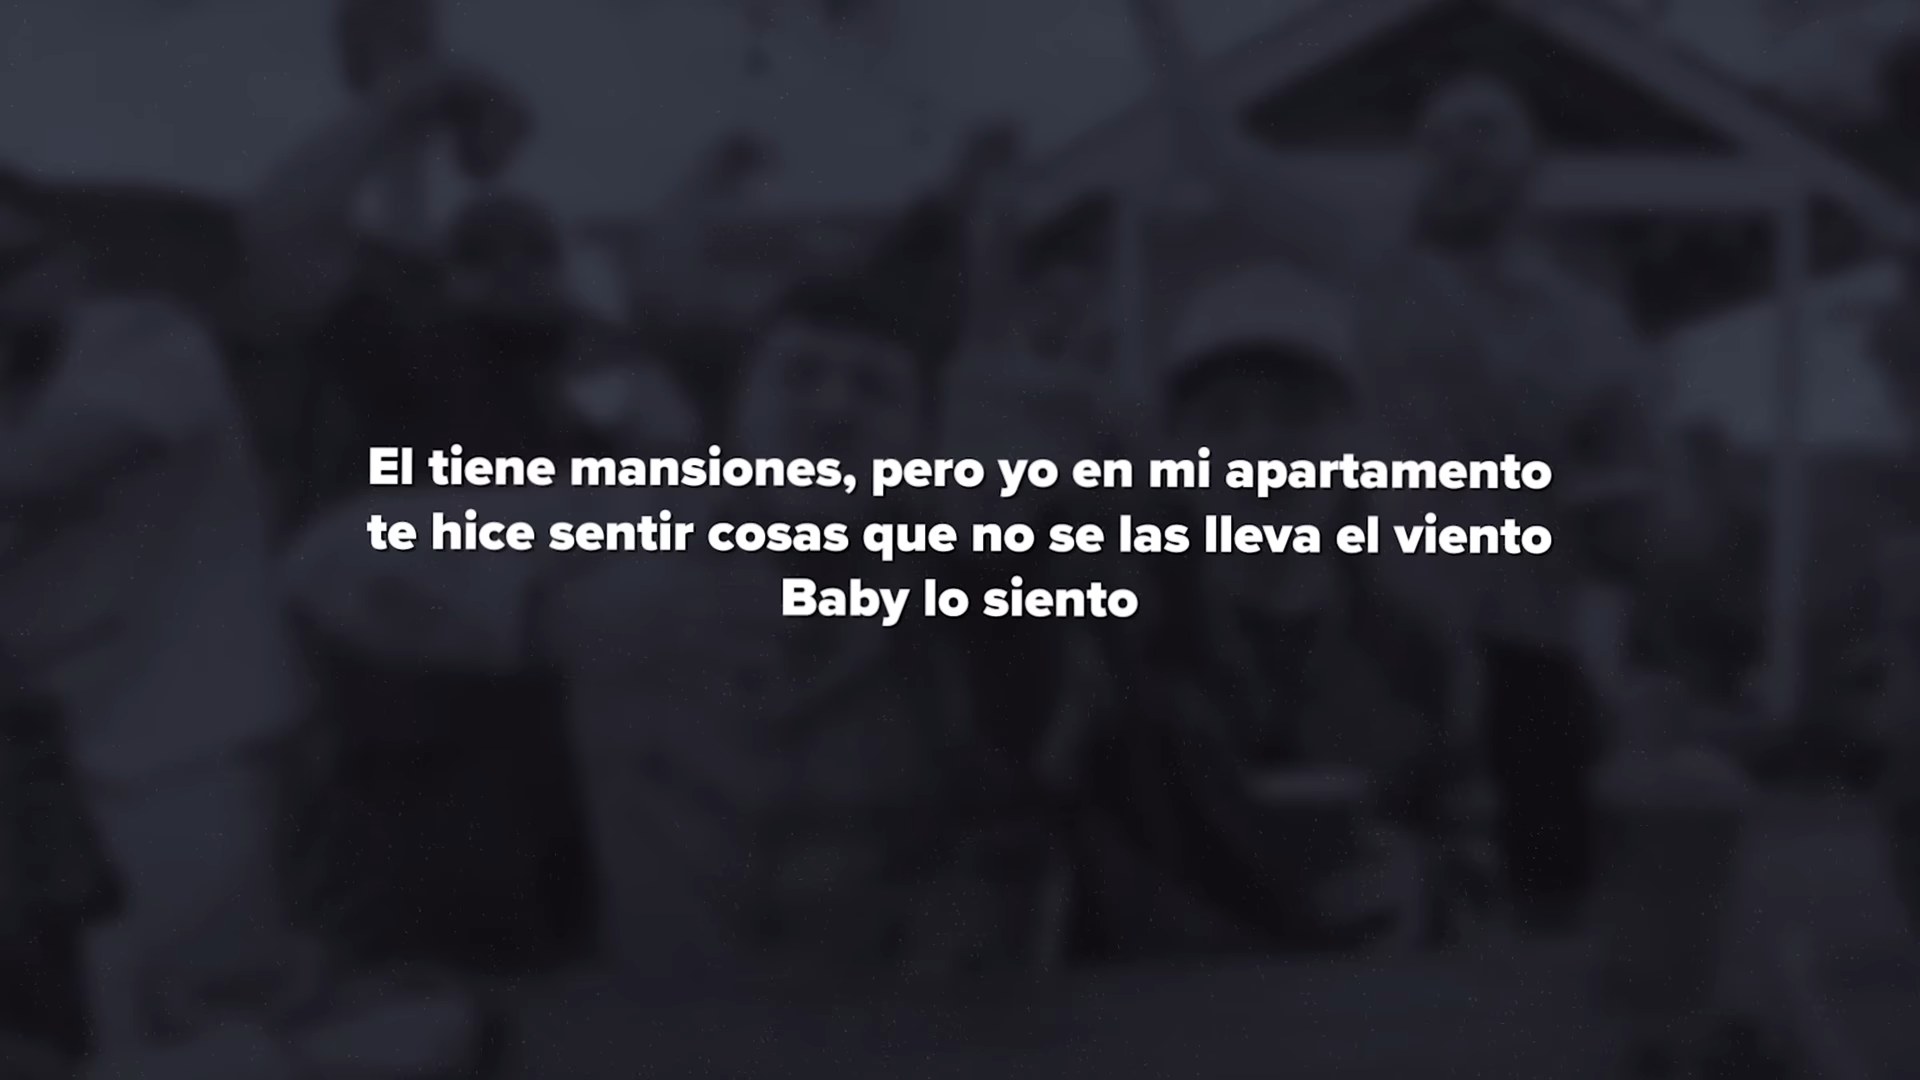 El tiene mansiones, pero yo en mi apartamento
te hice sentir cosas que no se las lleva el viento
Baby lo siento